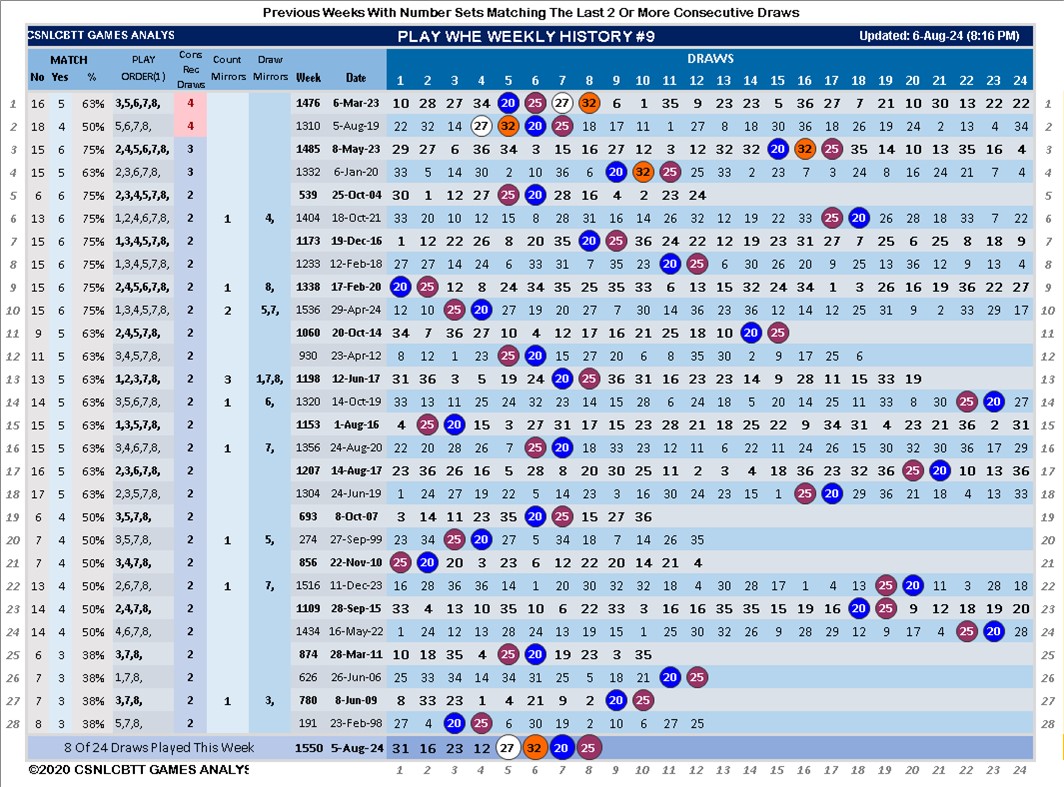 Previous Weeks With Number Sets Matching The Last 2 Or More Consecutive Draws
CSNLCBTT GAMES ANALYS PLAY WHE WEEKLY HISTORY #9 Updated: 6-Aug-24 (8:16 PM)
MATCH PLAY Cons Count Draw DRAWS
No Yes % ORDER(1) Rec Draws Mirrors Mirrors Week Date 1 2 3 4 5 6 7 8 9 10 11 12 13 14 15 16 17 18 19 20 21 22 23 24
1 16 5 63% 3,5,6,7,8, 4 1476 6-Mar-23 10 28 27 34 20 25 27 32 6 1 35 9 23 23 5 36 27 7 21 10 30 13 22 22 1
2 18 4 50% 5,6,7,8, 4 1310 5-Aug-19 22 32 14 27 32 20 25 18 17 11 1 27 8 18 30 36 18 26 19 24 2 13 4 34 2
3 15 6 75% 2,4,5,6,7,8, 3 1485 8-May-23 29 27 6 36 34 3 15 16 27 3 12 32 32 15 20 32 25 35 14 10 13 35 16 4 3
4 15 6 75% 2,3,6,7,8, 3 1332 6-Jan-20 33 5 14 30 2 10 36 6 20 32 25 25 33 2 23 7 3 24 8 16 24 21 7 4 4
5 6 6 75% 2,3,4,5,7,8, 2 539 25-Oct-04 30 1 12 27 25 20 28 16 4 2 23 24 5
6 13 6 75% 1,2,4,6,7,8, 2 1 4, 1404 18-Oct-21 33 20 10 12 15 8 28 31 16 14 26 32 12 19 22 33 25 20 26 28 18 33 7 22 6
7 15 6 75% 1,3,4,5,7,8, 2 1173 19-Dec-16 1 12 22 26 8 20 35 20 25 36 24 22 12 19 23 31 27 7 25 6 25 8 18 9 7
8 15 6 75% 1,3,4,5,7,8, 2 1233 12-Feb-18 27 27 14 24 6 33 31 7 35 23 20 25 6 30 26 20 9 25 13 36 12 9 13 4 8
9 15 6 75% 2,4,5,6,7,8, 2 1 8, 1338 17-Feb-20 20 25 12 8 24 34 35 25 35 33 6 13 15 32 24 34 1 3 26 16 19 36 22 27 9
10 15 6 75% 1,3,4,5,7,8, 2 2 5,7, 1536 29-Apr-24 12 31 25 20 27 19 19 27 7 30 14 36 23 36 12 14 12 25 31 9 2 33 29 17 10
11 9 5 63% 2,4,5,7,8, 2 1060 20-Oct-14 34 7 36 27 10 4 12 17 16 21 25 18 10 20 25 11
12 11 5 63% 3,4,5,7,8, 2 930 23-Apr-12 8 12 1 23 25 20 15 27 20 6 8 35 30 2 9 17 25 6 12
13 13 5 63% 1,2,3,7,8, 2 3 1,7,8, 1198 12-Jun-17 31 36 3 5 19 24 20 25 36 31 16 23 23 14 9 28 11 15 33 19 13
14 14 5 63% 3,5,6,7,8, 2 1 6, 1320 14-Oct-19 33 13 11 25 24 32 23 14 15 28 6 24 18 5 20 14 25 11 33 8 30 25 20 27 14
15 15 5 63% 1,3,5,7,8, 2 1153 1-Aug-16 4 25 20 15 3 27 31 17 15 23 28 21 18 25 22 9 34 31 4 23 21 36 2 31 15
16 15 5 63% 3,4,6,7,8, 2 1 7, 1356 24-Aug-20 22 20 28 26 7 25 20 18 33 23 12 11 6 22 11 24 26 15 30 32 30 36 17 29 16
17 16 5 63% 2,3,6,7,8, 2 1207 14-Aug-17 23 36 26 16 5 28 8 20 30 25 11 2 3 4 18 36 23 32 36 25 20 10 13 36 17
18 17 5 63% 2,3,5,7,8, 2 1304 24-Jun-19 1 24 27 19 22 5 14 23 3 16 30 24 23 15 1 25 20 29 36 21 18 4 13 33 18
19 6 4 50% 3,5,7,8, 2 693 8-Oct-07 3 14 11 23 35 20 25 15 27 36 19
20 7 4 50% 3,5,7,8, 2 1 5, 274 27-Sep-99 23 34 25 20 27 5 34 18 7 14 26 35 20
21 7 4 50% 3,4,7,8, 2 856 22-Nov-10 25 20 20 3 23 6 12 22 20 14 21 4 21
22 13 4 50% 2,6,7,8, 2 1 7, 1516 11-Dec-23 16 28 36 36 14 1 20 30 32 32 18 4 30 28 17 1 4 13 25 20 11 3 28 18 22
23 14 4 50% 2,4,7,8, 2 1109 28-Sep-15 33 4 13 10 35 10 6 22 33 3 16 16 35 35 15 19 16 20 25 9 12 18 19 20 23
24 14 4 50% 4,6,7,8, 2 1434 16-May-22 1 24 12 13 28 24 13 19 15 1 25 30 32 26 9 28 29 12 9 17 4 25 20 28 24
25 6 3 38% 3,7,8, 2 874 28-Mar-11 10 18 35 4 25 20 19 23 3 35 25
26 7 3 38% 1,7,8, 2 626 26-Jun-06 25 33 34 14 34 31 25 5 18 21 20 25 26
27 7 3 38% 3,7,8, 2 1 3, 780 8-Jun-09 8 33 23 1 4 21 9 2 20 25 27
28 8 3 38% 5,7,8, 2 191 23-Feb-98 27 4 20 25 6 30 19 2 10 6 27 25 28
8 Of 24 Draws Played This Week 1550 5-Aug-24 31 16 23 12 27 32 20 25
©2020 CSNLCBTT GAMES ANALYS 1 2 3 4 5 6 7 8 9 10 11 12 13 14 15 16 17 18 19 20 21 22 23 24